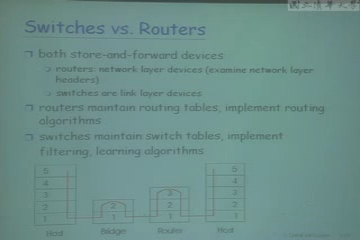 Switches vs. Routers
both store-and-forward devices
routers: network layer devices (examine network layer
headers)
switches are link layer devices
routers maintain routing tables, implement routing
algorithms
switches maintain switch tables, implement
filtering, learning algorithms
5 5
4 4
3 3 3
2 2 2 2
1 1 1 1
Host Bridge Router Host